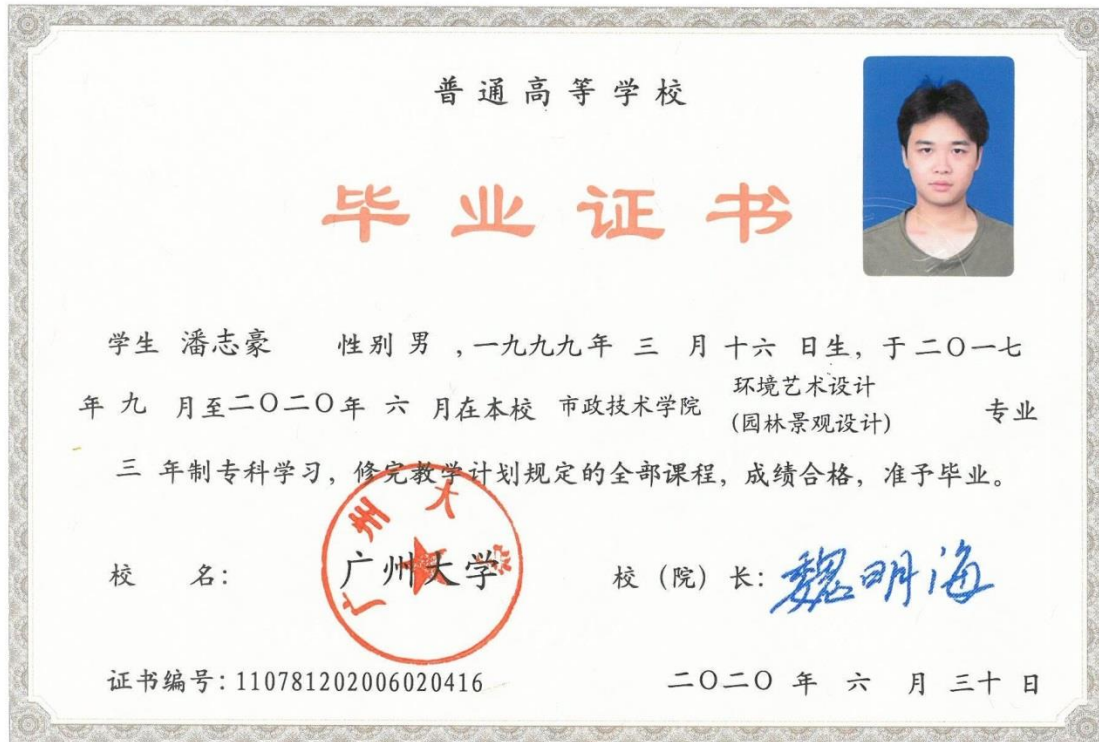 普通高等学校
毕业证书
学生 潘志豪 性别 男 ,一九九九年 三 月 十六 日生, 于二〇一七
年 九 月至二〇二〇年 六 月在本校 市政技术学院 环境艺术设计 (园林景观设计) 专业
三 年制专科学习, 修完教学计划规定的全部课程, 成绩合格, 准予毕业。
广州大学
校 名: 广州大学 校 (院) 长: 魏明海
证书编号: 110781202006020416 二〇二〇 年 六 月 三十 日